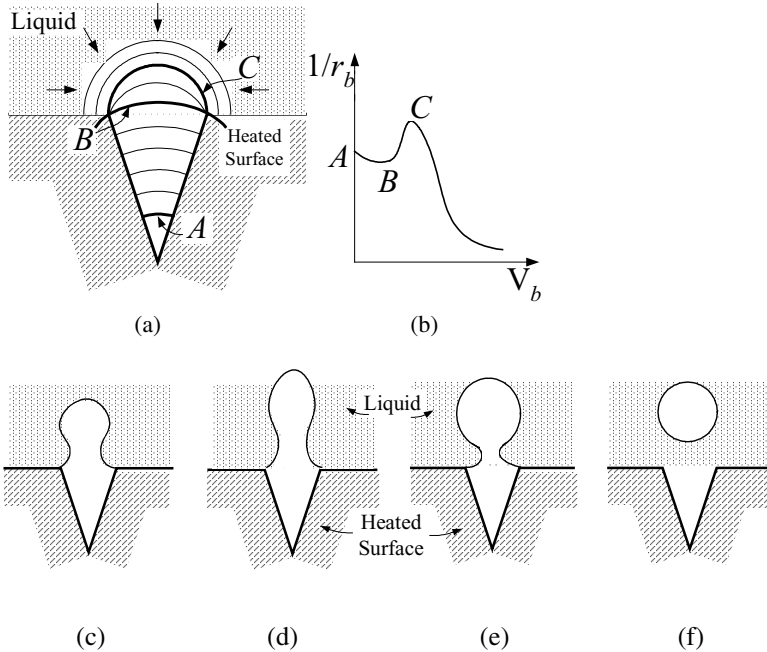 Liquid
C
B
Heated
Surface
A
(a)
1/r_b
C
A
B
V_b
(b)
Liquid
Heated
Surface
(c)
(d)
(e)
(f)